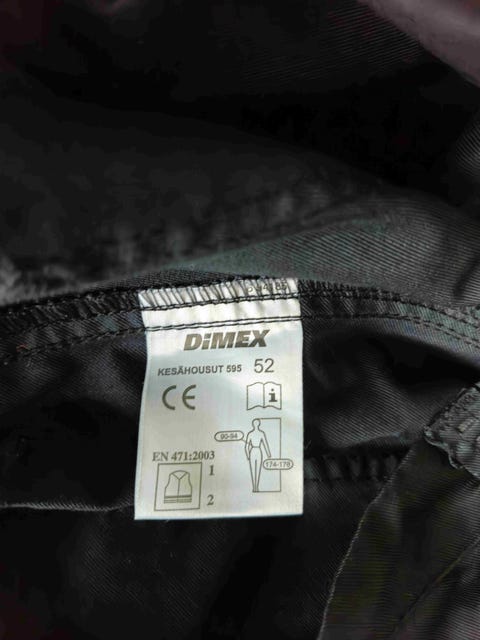 DiMEX
KESÄHOUSUT 595 52
CE
i
90-94
174-178
EN 471:2003
1
2